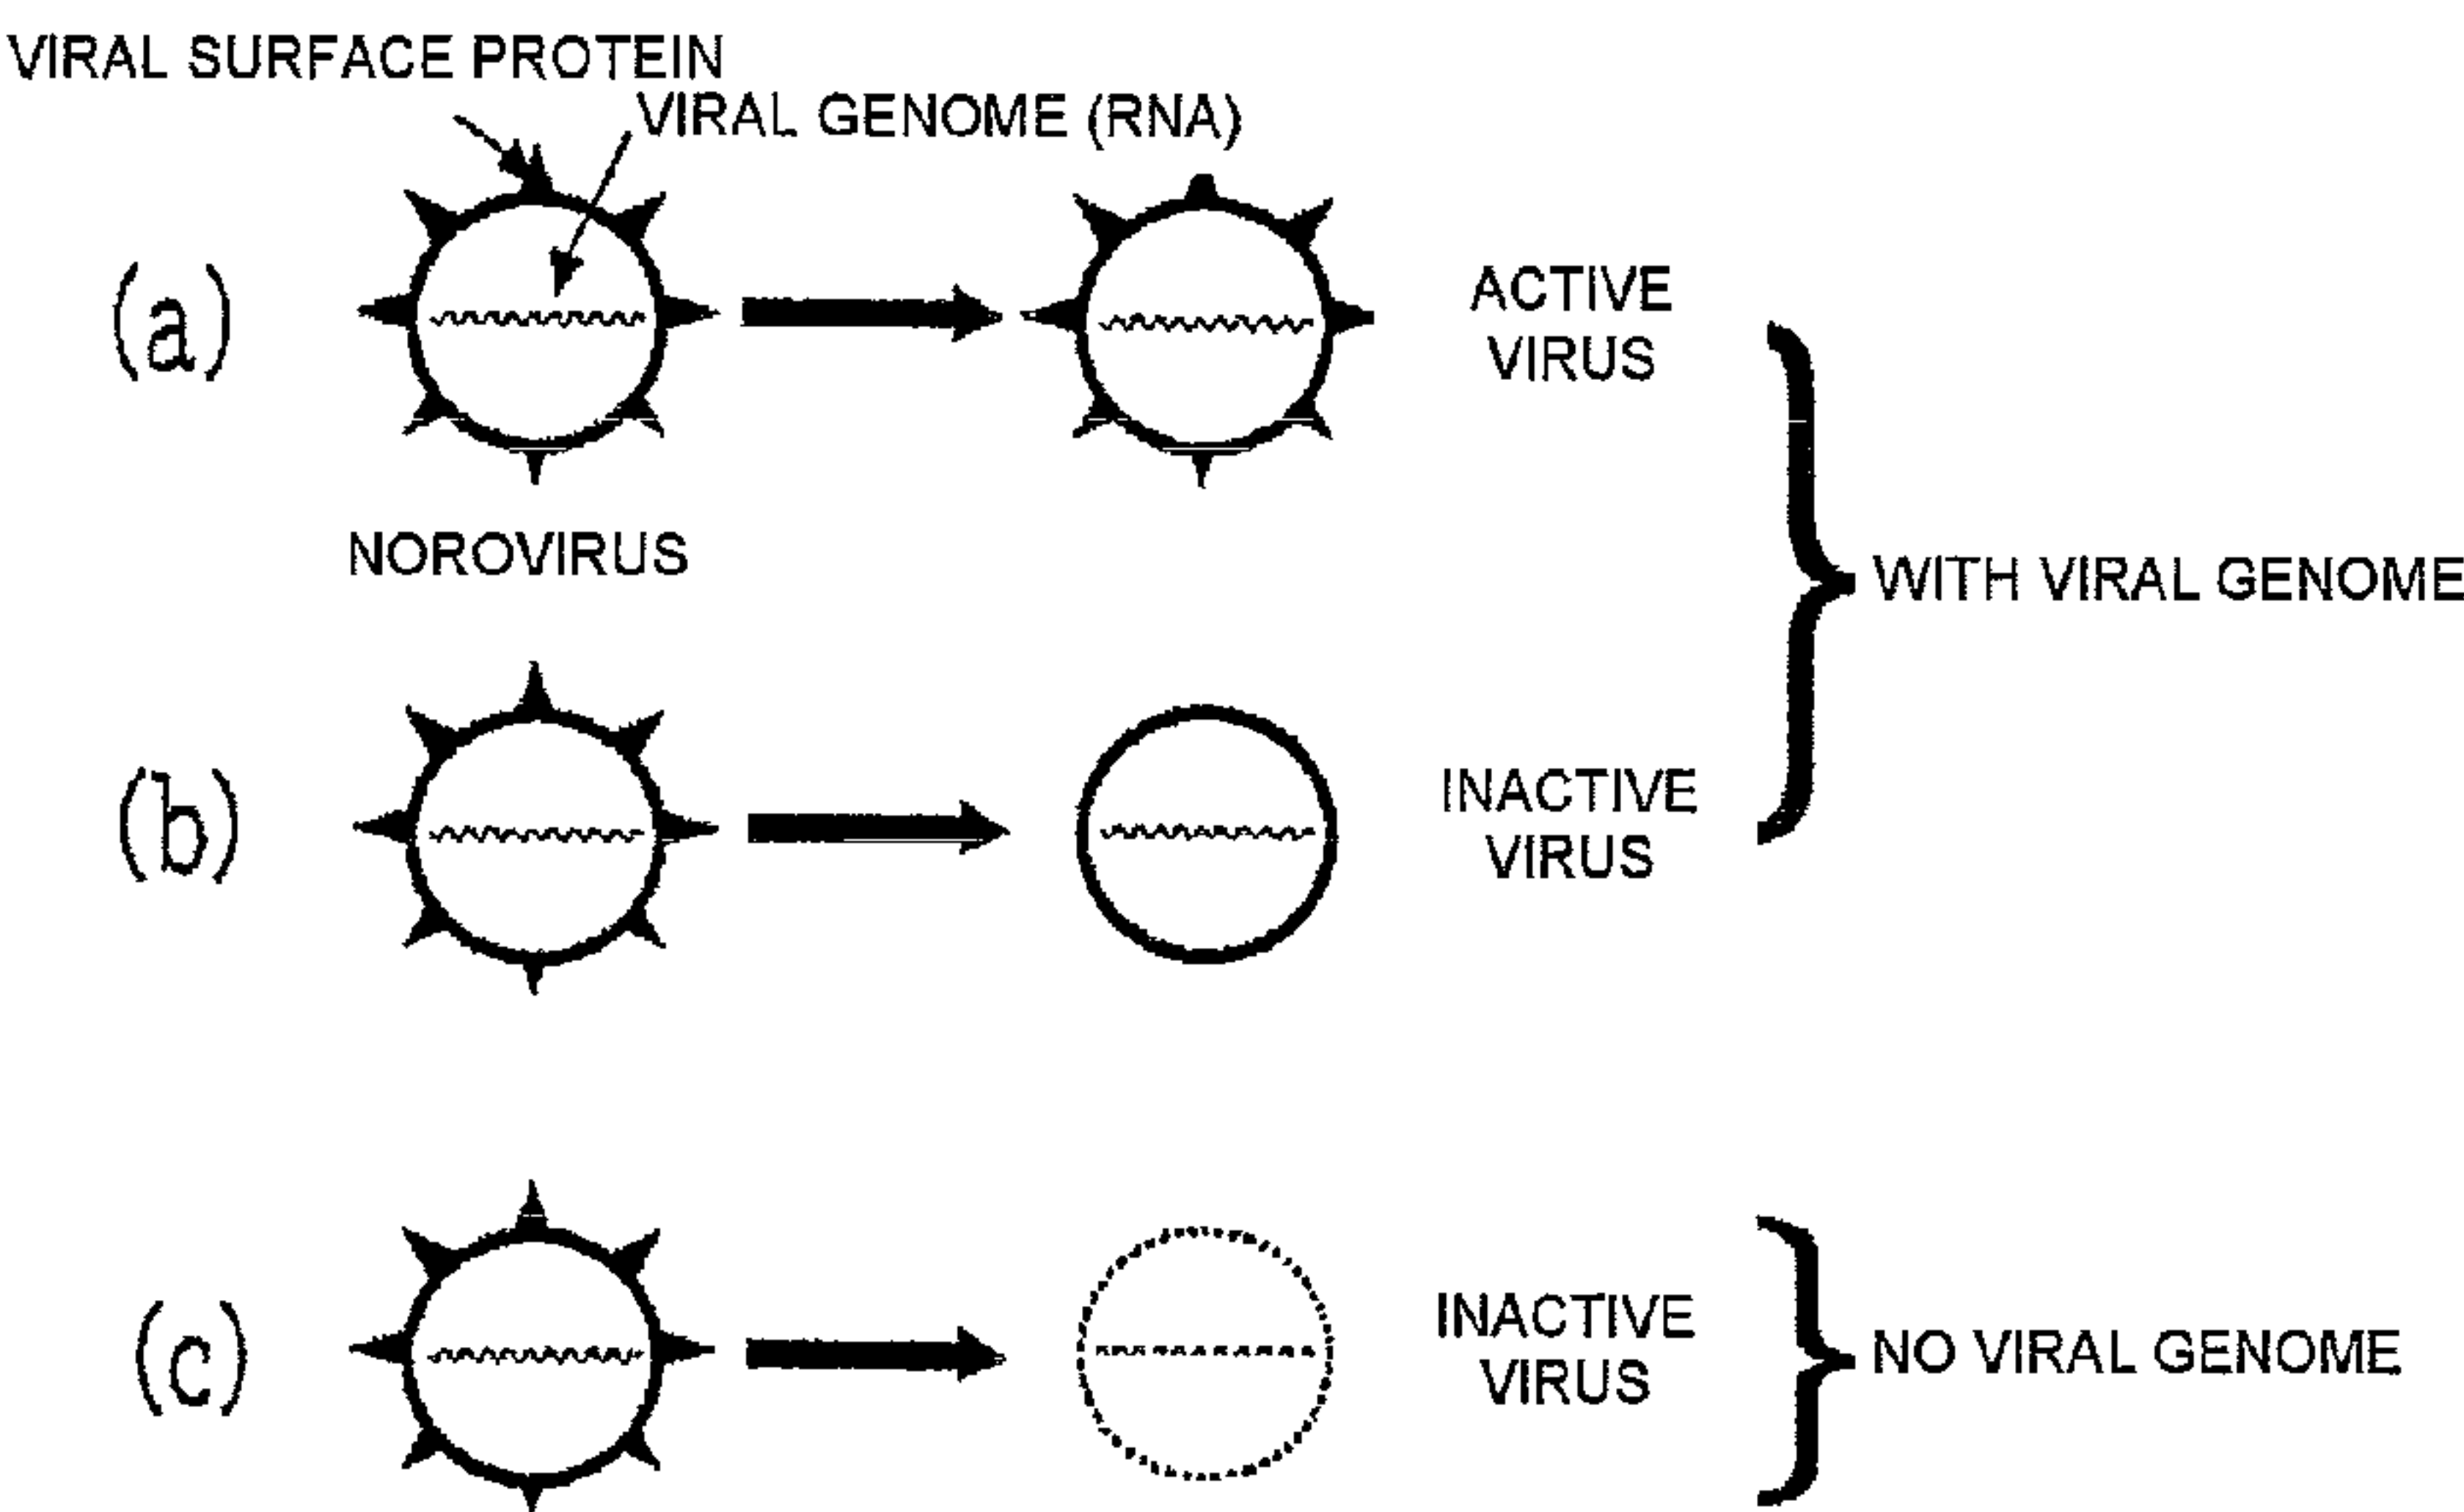 VIRAL SURFACE PROTEIN
VIRAL GENOME (RNA)
(a)
ACTIVE
VIRUS
NOROVIRUS
WITH VIRAL GENOME
(b)
INACTIVE
VIRUS
(c)
INACTIVE
VIRUS
NO VIRAL GENOME